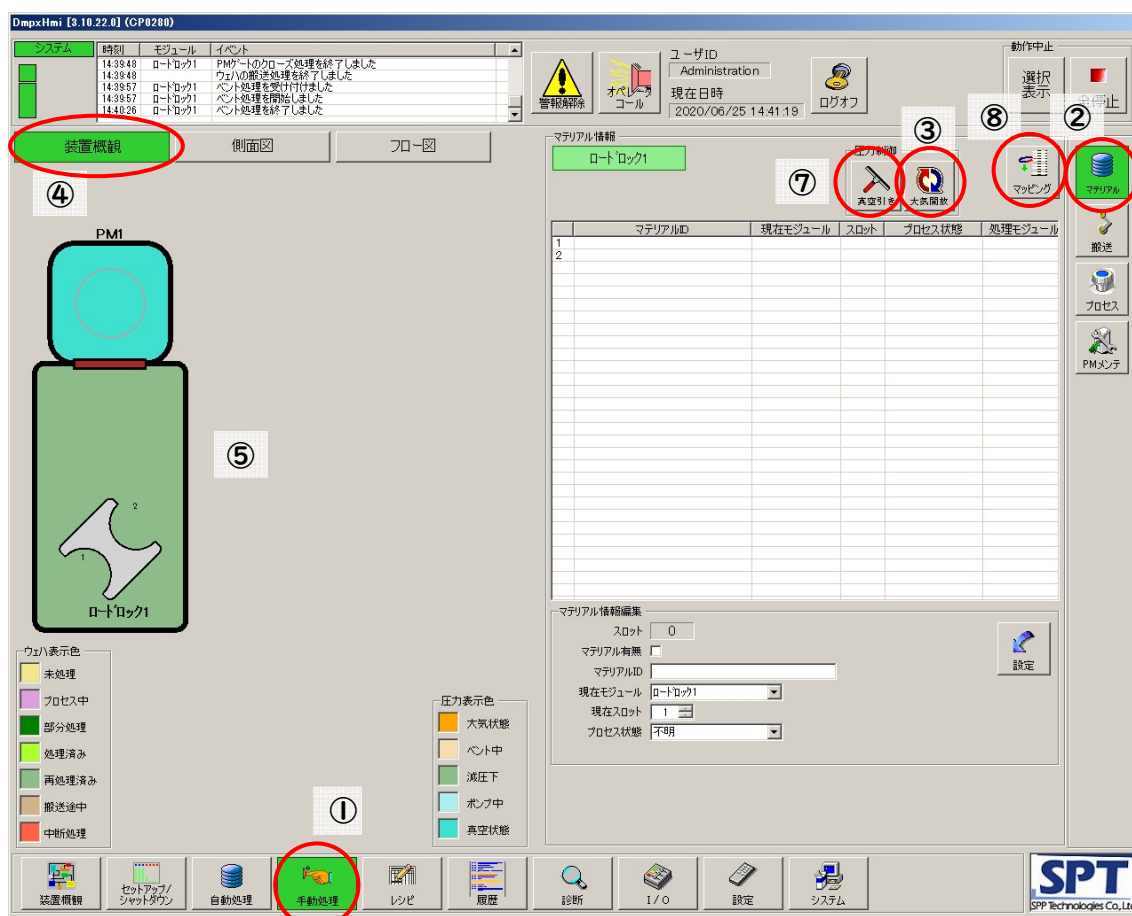 DmpxHmi [3.10.22.0] (CP0280)
システム
時刻 モジュール イベント
14:39:48 ロードロック1 PMゲートのクローズ処理を終了しました
14:39:48 ウェハの搬送処理を終了しました
14:39:57 ロードロック1 ベント処理を受け付けました
14:39:57 ロードロック1 ベント処理を開始しました
14:40:26 ロードロック1 ベント処理を終了しました
警報解除
オペレータ
コール
ユーザID
Administration
現在日時
2020/06/25 14:41:19
ログオフ
動作中止
選択
表示
全停止
装置概観 側面図 フロー図
④
⑤
PM1
2
1
ロードロック1
マテリアル情報
ロードロック1
圧力制御
⑦
真空引き
③
大気開放
⑧
マッピング
②
マテリアル
搬送
プロセス
PMメンテ
マテリアルID 現在モジュール スロット プロセス状態 処理モジュール
1
2
マテリアル情報編集
スロット 0
マテリアル有無
マテリアルID
現在モジュール ロードロック1
現在スロット 1
プロセス状態 不明
設定
ウェハ表示色
未処理
プロセス中
部分処理
処理済み
再処理済み
搬送途中
中断処理
圧力表示色
大気状態
ベント中
減圧下
ポンプ中
真空状態
①
装置概観
セットアップ/
シャットダウン
自動処理
手動処理
レシピ
履歴
診断
I/O
設定
システム
SPT
SPP Technologies Co., Ltd